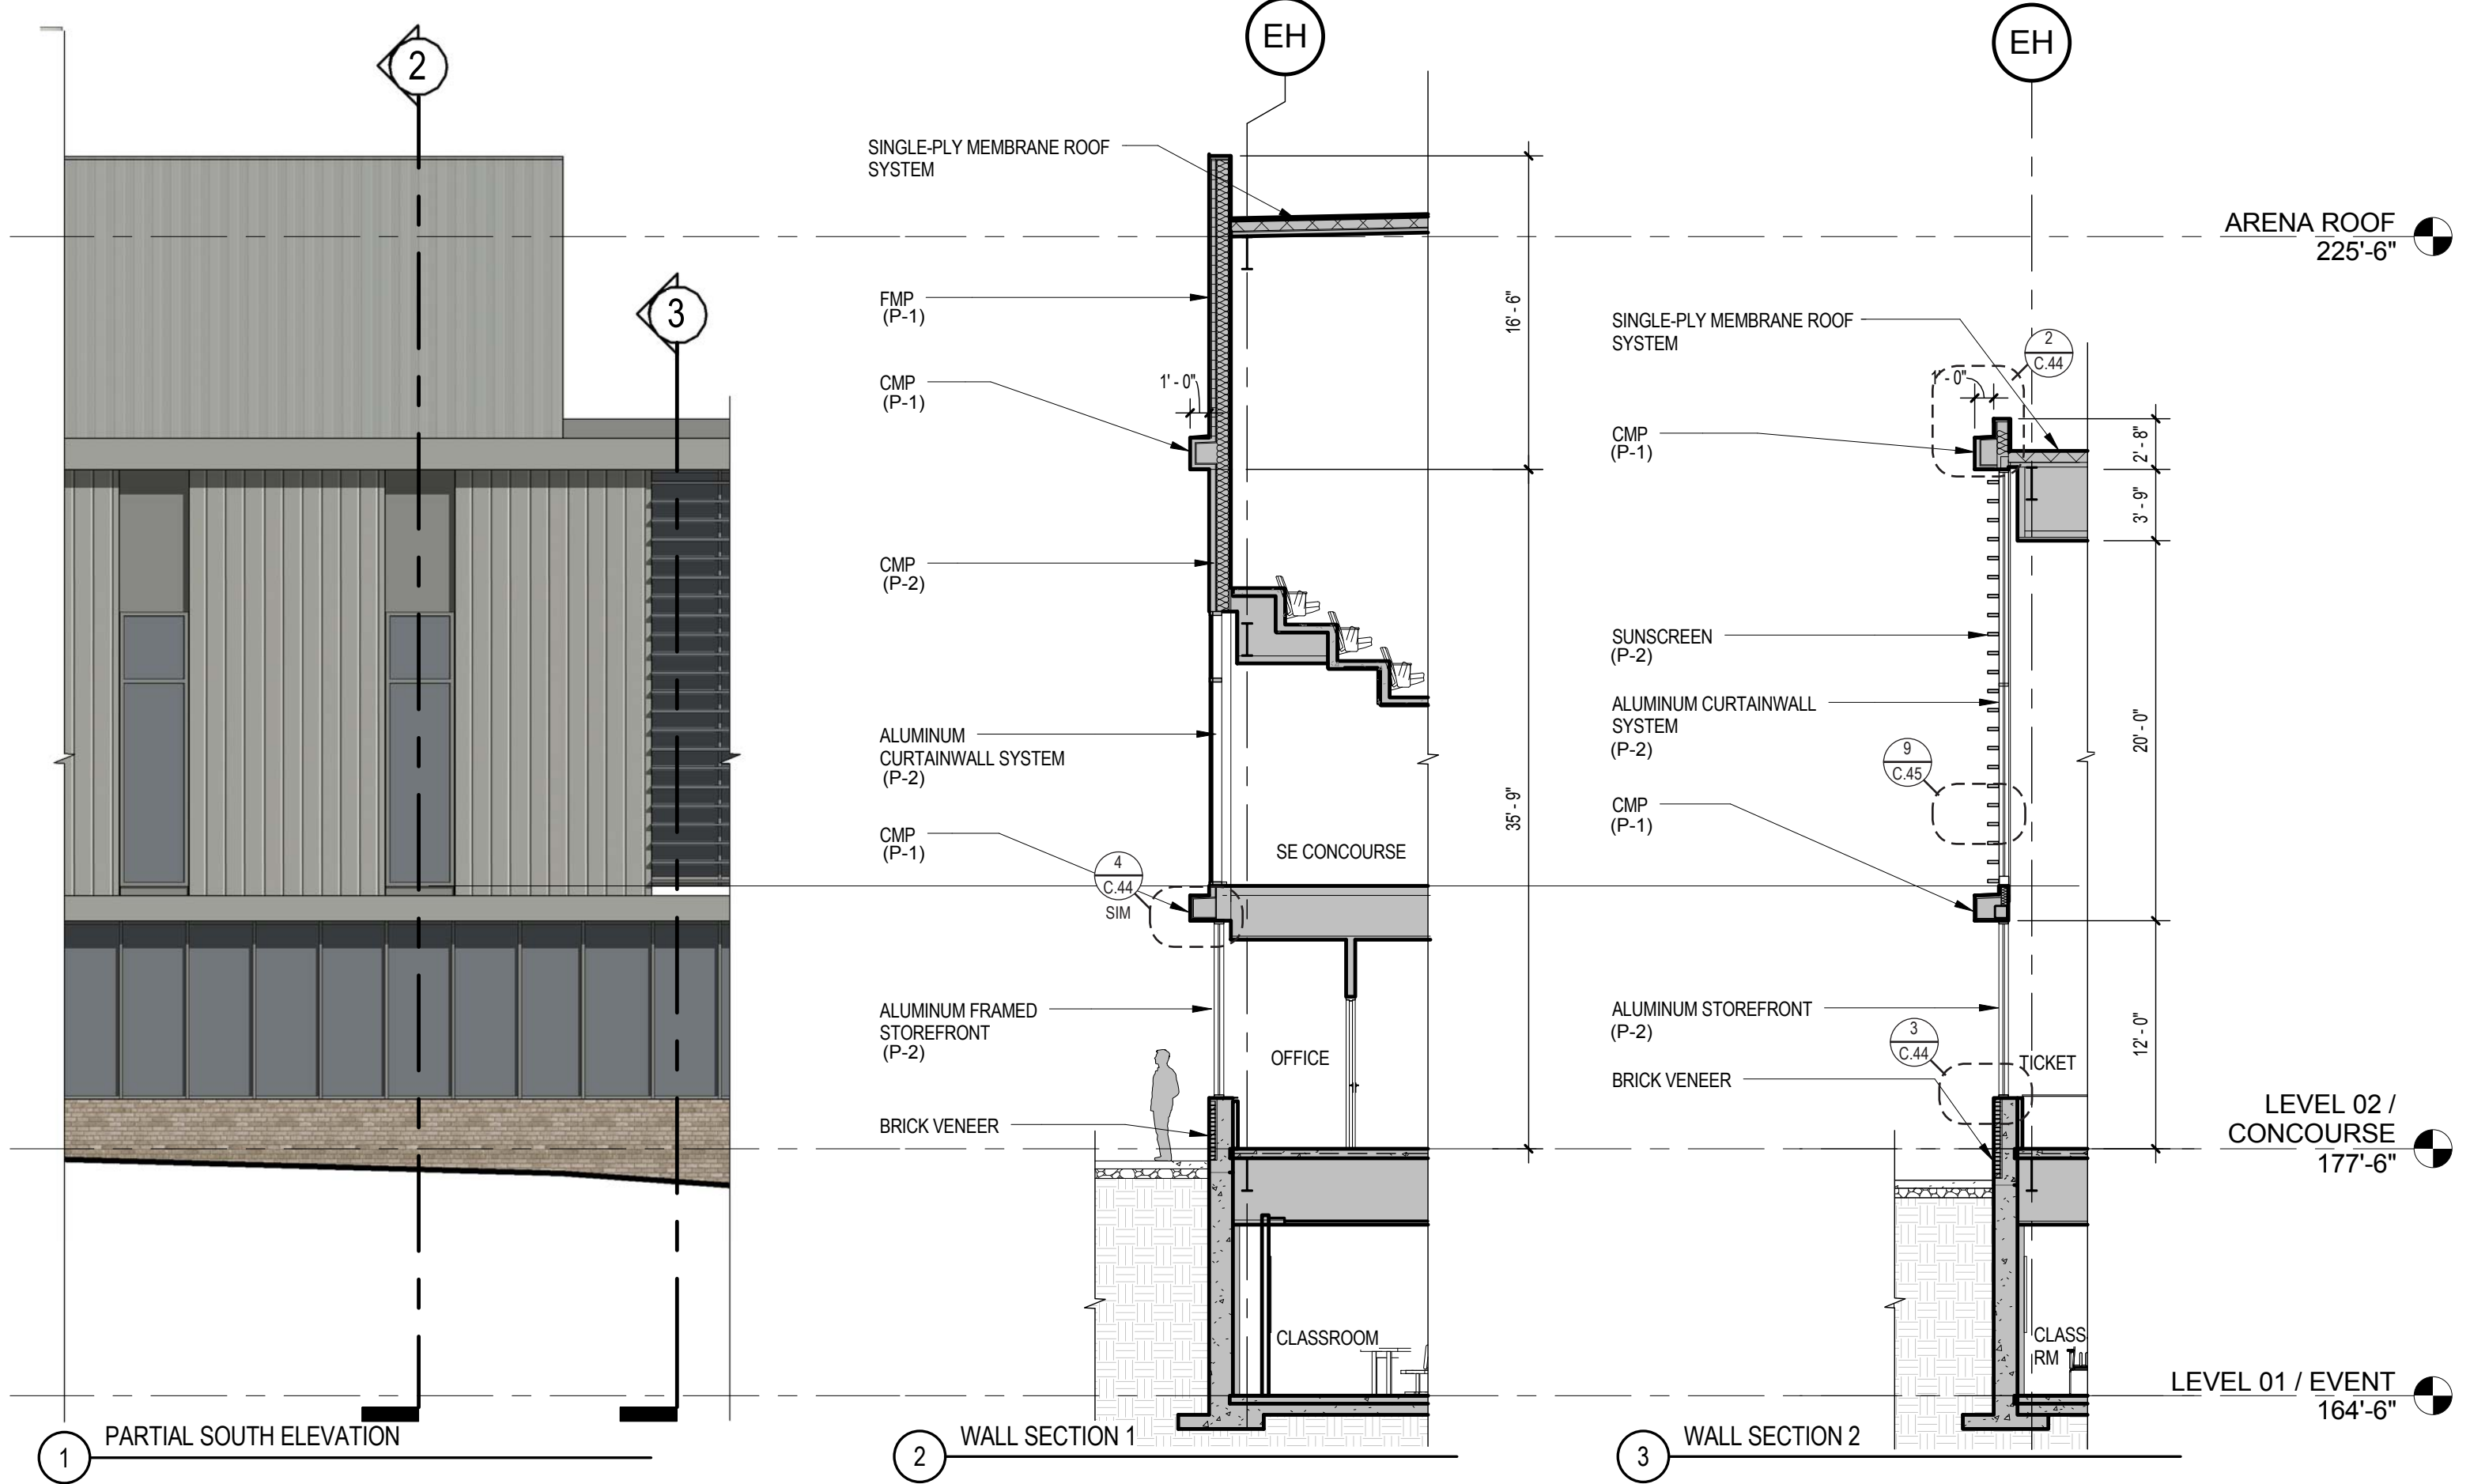 2
3
1
PARTIAL SOUTH ELEVATION
EH
SINGLE-PLY MEMBRANE ROOF
SYSTEM
FMP
(P-1)
CMP
(P-1)
1' - 0"
16' - 6"
CMP
(P-2)
ALUMINUM
CURTAINWALL SYSTEM
(P-2)
35' - 9"
CMP
(P-1)
4
C.44
SIM
SE CONCOURSE
ALUMINUM FRAMED
STOREFRONT
(P-2)
OFFICE
BRICK VENEER
CLASSROOM
2
WALL SECTION 1
EH
SINGLE-PLY MEMBRANE ROOF
SYSTEM
2
C.44
1' - 0"
CMP
(P-1)
2' - 8"
3' - 9"
SUNSCREEN
(P-2)
ALUMINUM CURTAINWALL
SYSTEM
(P-2)
20' - 0"
9
C.45
CMP
(P-1)
ALUMINUM STOREFRONT
(P-2)
12' - 0"
3
C.44
TICKET
BRICK VENEER
CLASS
RM
3
WALL SECTION 2
ARENA ROOF
225'-6"
LEVEL 02 /
CONCOURSE
177'-6"
LEVEL 01 / EVENT
164'-6"